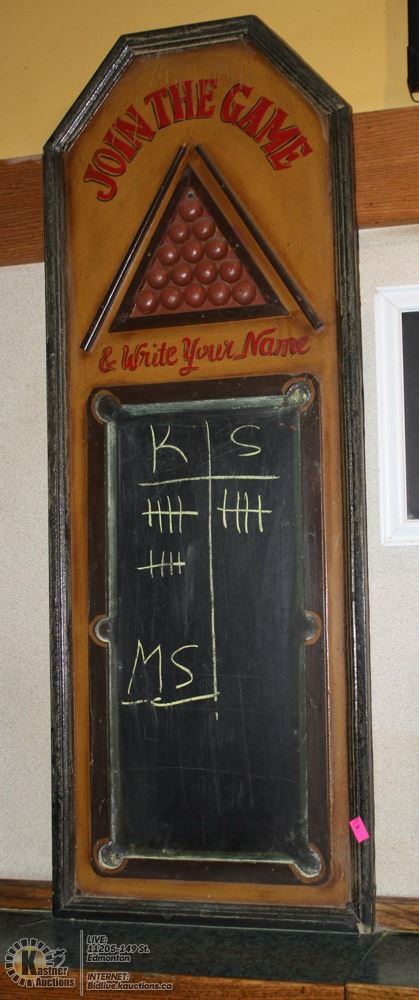 JOIN THE GAME
& Write Your Name
K S
MS
Kastner Auctions
LIVE:
11205-149 St.
Edmonton
INTERNET:
Bidlive.kauctions.ca